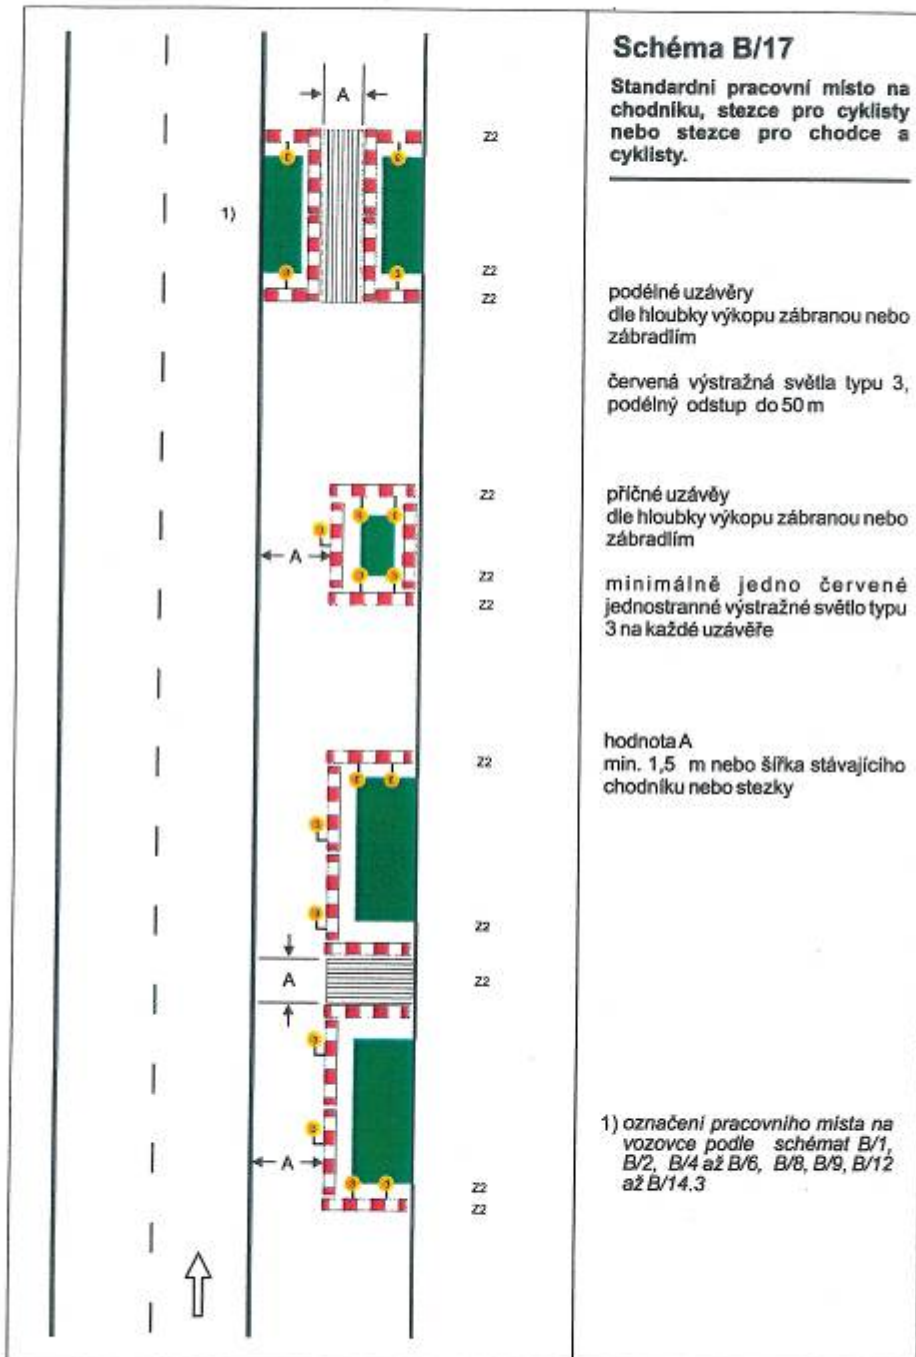 Schéma B/17
Standardní pracovní místo na
chodníku, stezce pro cyklisty
nebo stezce pro chodce a
cyklisty.
A
Z2
1)
Z2
Z2
podélné uzávěry
dle hloubky výkopu zábranou nebo
zábradlím
červená výstražná světla typu 3,
podélný odstup do 50 m
Z2
A
Z2
Z2
příčné uzávěy
dle hloubky výkopu zábranou nebo
zábradlím
minimálně jedno červené
jednostranné výstražné světlo typu
3 na každé uzávěře
Z2
hodnota A
min. 1,5 m nebo šířka stávajícího
chodníku nebo stezky
Z2
A
Z2
A
Z2
Z2
1) označení pracovního místa na
vozovce podle schémat B/1,
B/2, B/4 až B/6, B/8, B/9, B/12
až B/14.3